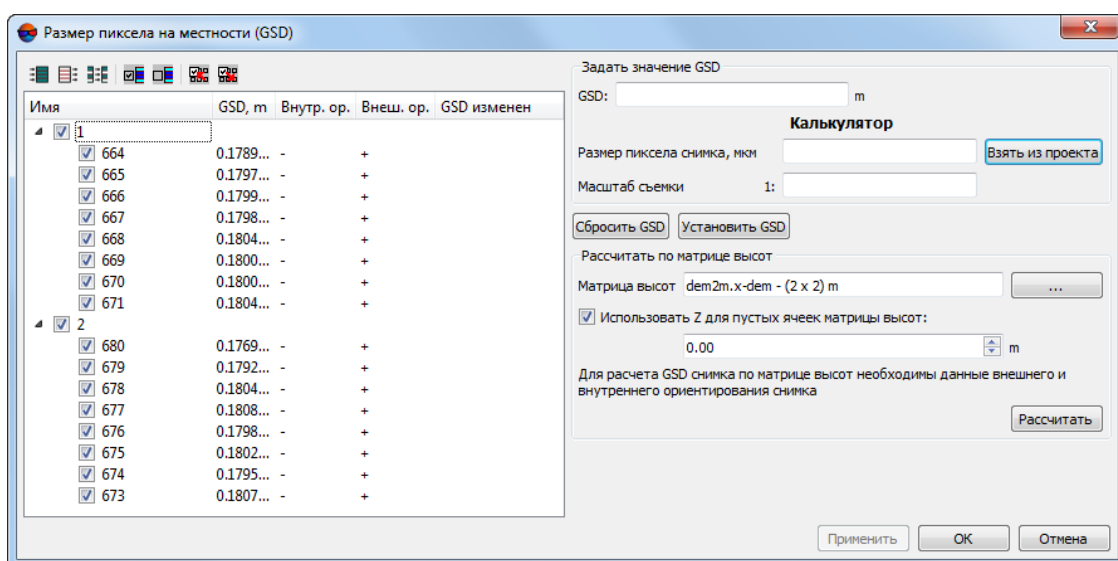 Размер пиксела на местности (GSD)
Имя GSD, m Внутр. ор. Внеш. ор. GSD изменен
1
664 0.1789... - +
665 0.1797... - +
666 0.1799... - +
667 0.1798... - +
668 0.1804... - +
669 0.1800... - +
670 0.1800... - +
671 0.1804... - +
2
680 0.1769... - +
679 0.1792... - +
678 0.1804... - +
677 0.1808... - +
676 0.1798... - +
675 0.1802... - +
674 0.1795... - +
673 0.1807... - +
Задать значение GSD
GSD: m
Калькулятор
Размер пиксела снимка, мкм Взять из проекта
Масштаб съемки 1:
Сбросить GSD Установить GSD
Рассчитать по матрице высот
Матрица высот dem2m.x-dem - (2 x 2) m ...
Использовать Z для пустых ячеек матрицы высот:
0.00 m
Для расчета GSD снимка по матрице высот необходимы данные внешнего и
внутреннего ориентирования снимка
Рассчитать
Применить OK Отмена